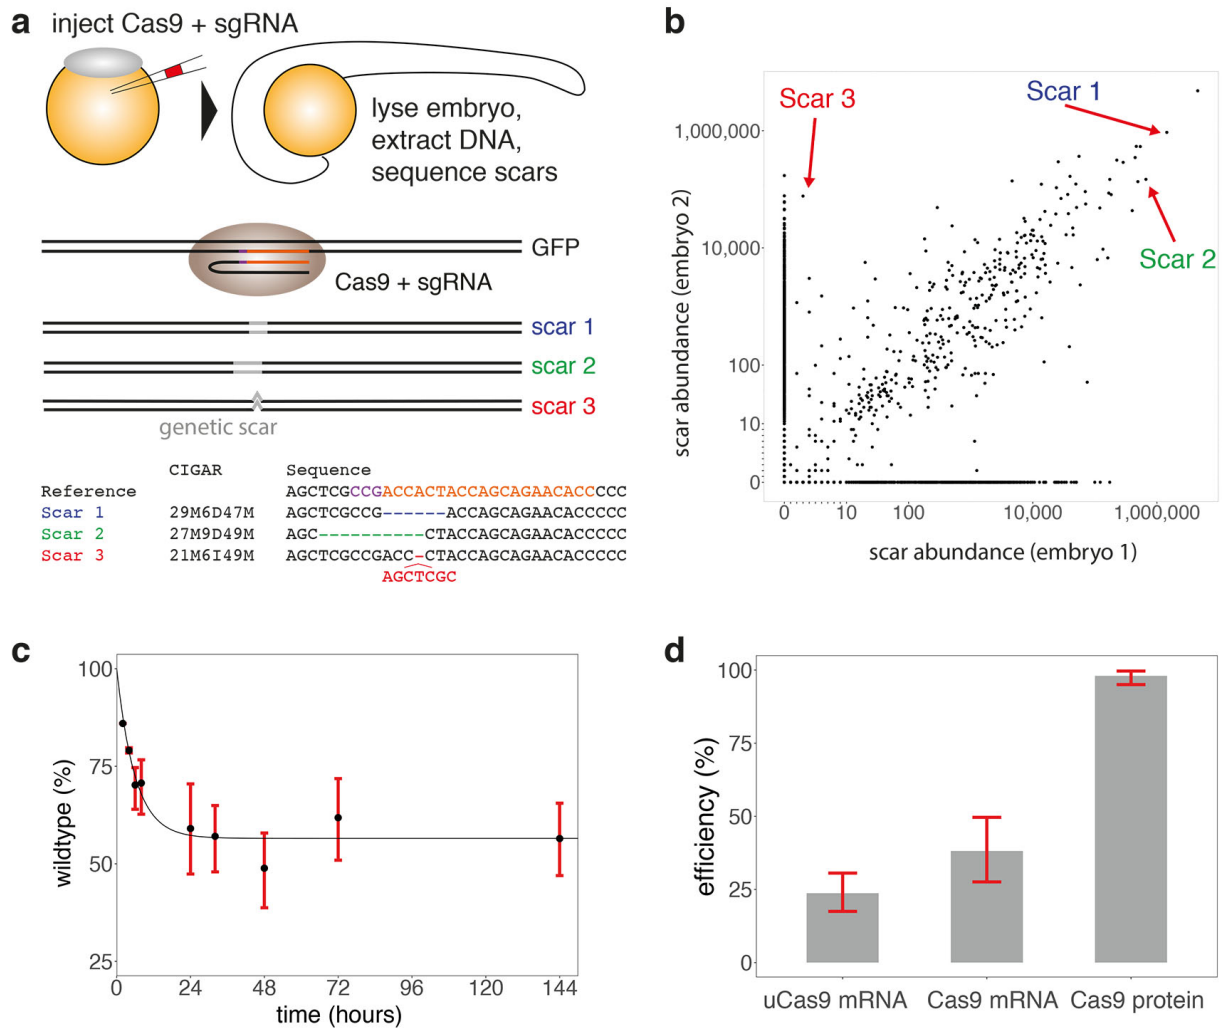 a
inject Cas9 + sgRNA
lyse embryo,
extract DNA,
sequence scars
GFP
Cas9 + sgRNA
scar 1
scar 2
scar 3
genetic scar
CIGAR Sequence
Reference AGCTCGCCGACCACTACCAGCAGAACACCCCC
Scar 1 29M6D47M AGCTCGCCG------ACCAGCAGAACACCCCC
Scar 2 27M9D49M AGC----------CTACCAGCAGAACACCCCC
Scar 3 21M6I49M AGCTCGCCGACC-CTACCAGCAGAACACCCCC
AGCTCGC
b
Scar 3
Scar 1
Scar 2
scar abundance (embryo 2)
1,000,000
10,000
100
10
0
0 10 100 10,000 1,000,000
scar abundance (embryo 1)
c
wildtype (%)
100
75
50
25
0 24 48 72 96 120 144
time (hours)
d
efficiency (%)
100
75
50
25
0
uCas9 mRNA Cas9 mRNA Cas9 protein